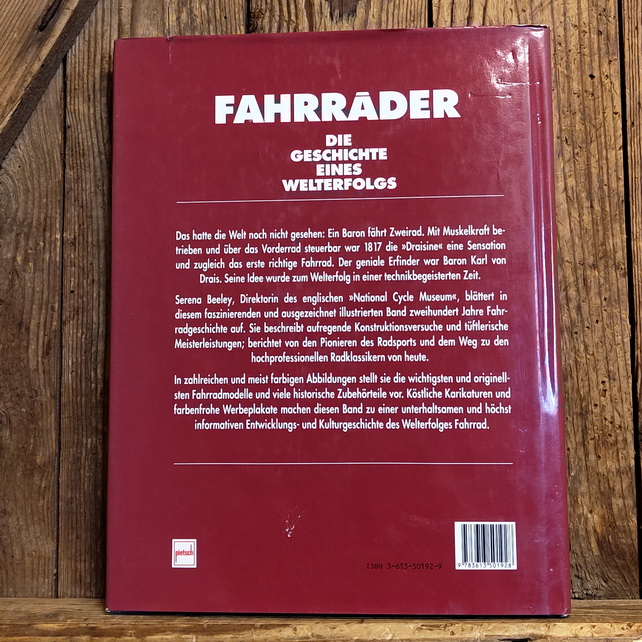 FAHRRÄDER
DIE
GESCHICHTE
EINES
WELTERFOLGS
Das hatte die Welt noch nicht gesehen: Ein Baron fährt Zweirad. Mit Muskelkraft be-
trieben und über das Vorderrad steuerbar war 1817 die »Draisine« eine Sensation
und zugleich das erste richtige Fahrrad. Der geniale Erfinder war Baron Karl von
Drais. Seine Idee wurde zum Welterfolg in einer technikbegeisterten Zeit.
Serena Beeley, Direktorin des englischen »National Cycle Museum«, blättert in
diesem faszinierenden und ausgezeichnet illustrierten Band zweihundert Jahre Fahr-
radgeschichte auf. Sie beschreibt aufregende Konstruktionsversuche und tüftlerische
Meisterleistungen; berichtet von den Pionieren des Radsports und dem Weg zu den
hochprofessionellen Radklassikern von heute.
In zahlreichen und meist farbigen Abbildungen stellt sie die wichtigsten und originell-
sten Fahrradmodelle und viele historische Zubehörteile vor. Köstliche Karikaturen und
farbenfrohe Werbeplakate machen diesen Band zu einer unterhaltsamen und höchst
informativen Entwicklungs- und Kulturgeschichte des Welterfolges Fahrrad.
pietsch
ISBN 3-613-50192-9
9 783613 501928